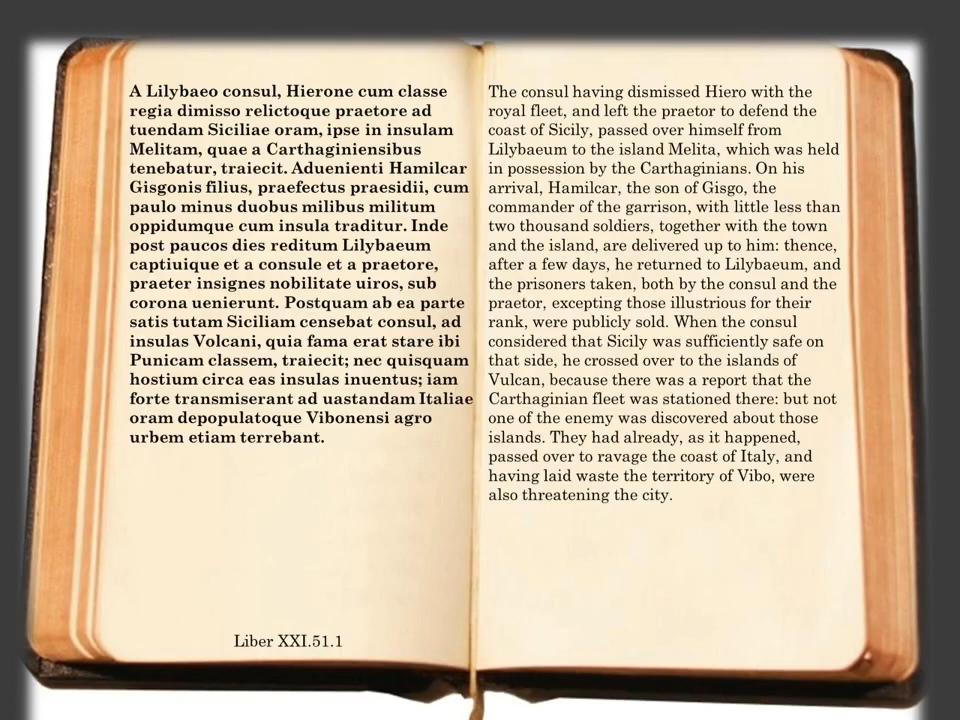 A Lilybaeo consul, Hierone cum classe
regia dimisso relictoque praetore ad
tuendam Siciliae oram, ipse in insulam
Melitam, quae a Carthaginiensibus
tenebatur, traiecit. Aduenienti Hamilcar
Gisgonis filius, praefectus praesidii, cum
paulo minus duobus milibus militum
oppidumque cum insula traditur. Inde
post paucos dies reditum Lilybaeum
captiuique et a consule et a praetore,
praeter insignes nobilitate uiros, sub
corona uenierunt. Postquam ab ea parte
satis tutam Siciliam censebat consul, ad
insulas Volcani, quia fama erat stare ibi
Punicam classem, traiecit; nec quisquam
hostium circa eas insulas inuentus; iam
forte transmiserant ad uastandam Italiae
oram depopulatoque Vibonensi agro
urbem etiam terrebant.
Liber XXI.51.1
The consul having dismissed Hiero with the
royal fleet, and left the praetor to defend the
coast of Sicily, passed over himself from
Lilybaeum to the island Melita, which was held
in possession by the Carthaginians. On his
arrival, Hamilcar, the son of Gisgo, the
commander of the garrison, with little less than
two thousand soldiers, together with the town
and the island, are delivered up to him: thence,
after a few days, he returned to Lilybaeum, and
the prisoners taken, both by the consul and the
praetor, excepting those illustrious for their
rank, were publicly sold. When the consul
considered that Sicily was sufficiently safe on
that side, he crossed over to the islands of
Vulcan, because there was a report that the
Carthaginian fleet was stationed there: but not
one of the enemy was discovered about those
islands. They had already, as it happened,
passed over to ravage the coast of Italy, and
having laid waste the territory of Vibo, were
also threatening the city.